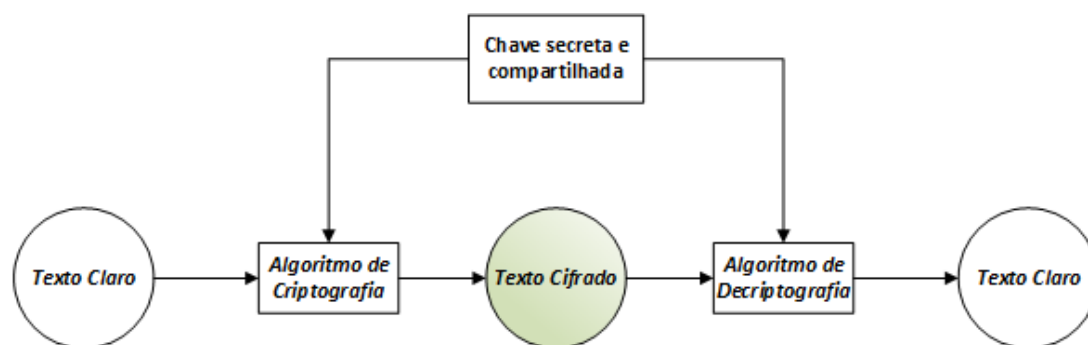 Chave secreta e
compartilhada
Texto Claro
Algoritmo de
Criptografia
Texto Cifrado
Algoritmo de
Decriptografia
Texto Claro